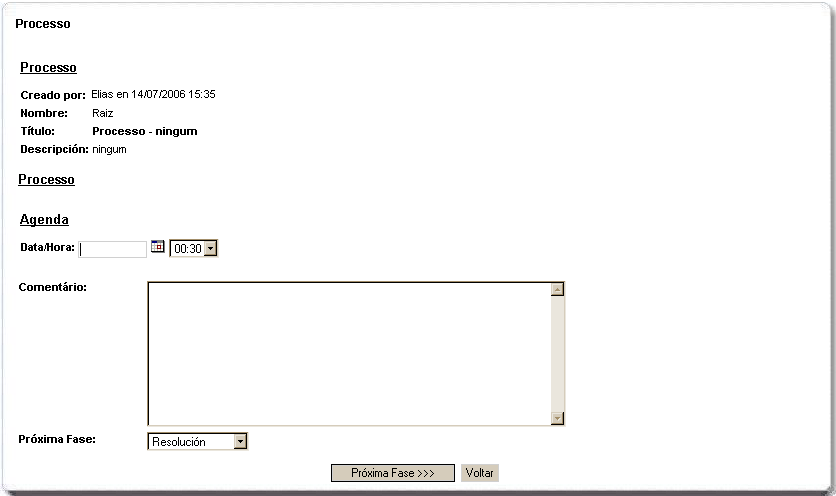 Processo
Processo
Creado por: Elias en 14/07/2006 15:35
Nombre: Raiz
Título: Processo - ningum
Descripción: ningum
Processo
Agenda
Data/Hora: 00:30
Comentário:
Próxima Fase: Resolución
Próxima Fase >>> Voltar